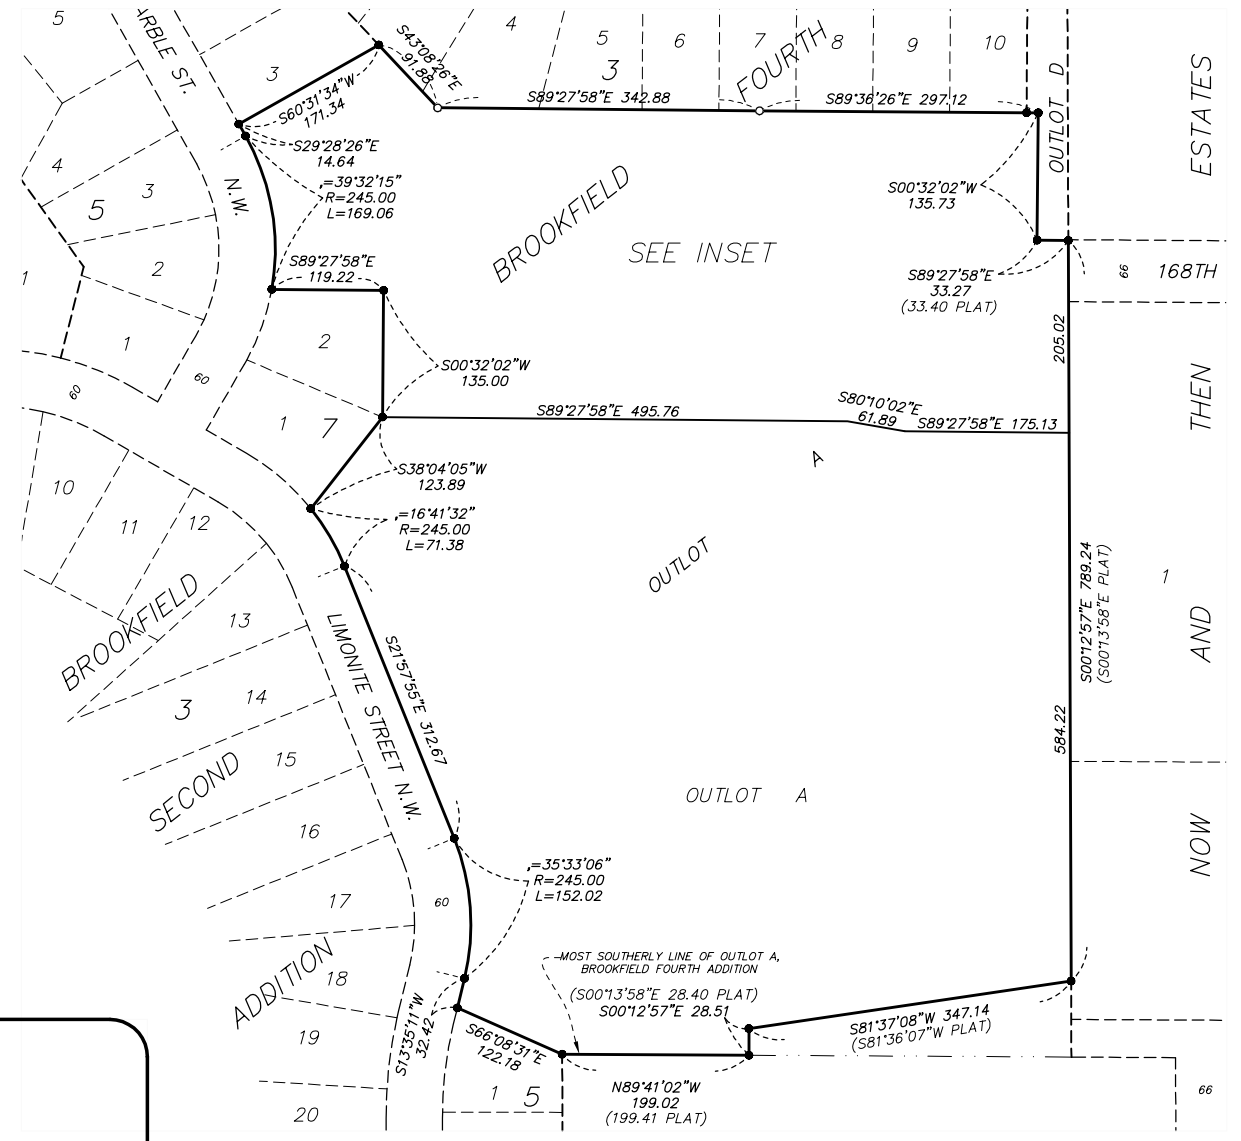 5
ARBLE ST.
N.W.
3
S60°31'34"W
171.34
S43°08'26"E
91.88
4
5
6
7
8
9
10
3
FOURTH
S89°27'58"E 342.88
S89°36'26"E 297.12
OUTLOT D
ESTATES
S29°28'26"E
14.64
,=39°32'15"
R=245.00
L=169.06
4
3
5
2
1
1
BROOKFIELD
SEE INSET
S00°32'02"W
135.73
S89°27'58"E
119.22
S89°27'58"E
33.27
(33.40 PLAT)
66
168TH
205.02
2
S00°32'02"W
135.00
60
60
1
7
S89°27'58"E 495.76
S80°10'02"E
61.89
S89°27'58"E 175.13
THEN
A
S38°04'05"W
123.89
10
11
12
,=16°41'32"
R=245.00
L=71.38
OUTLOT
S00°12'57"E 789.24
(S00°13'58"E PLAT)
1
AND
BROOKFIELD
13
LIMONITE STREET N.W.
S21°57'55"E 312.67
14
3
15
SECOND
16
584.22
OUTLOT A
NOW
,=35°33'06"
R=245.00
L=152.02
17
60
18
ADDITION
19
20
MOST SOUTHERLY LINE OF OUTLOT A,
BROOKFIELD FOURTH ADDITION
(S00°13'58"E 28.40 PLAT)
S00°12'57"E 28.51
S81°37'08"W 347.14
(S81°36'07"W PLAT)
S13°35'11"W
32.42
S66°08'31"E
122.18
1
5
N89°41'02"W
199.02
(199.41 PLAT)
66